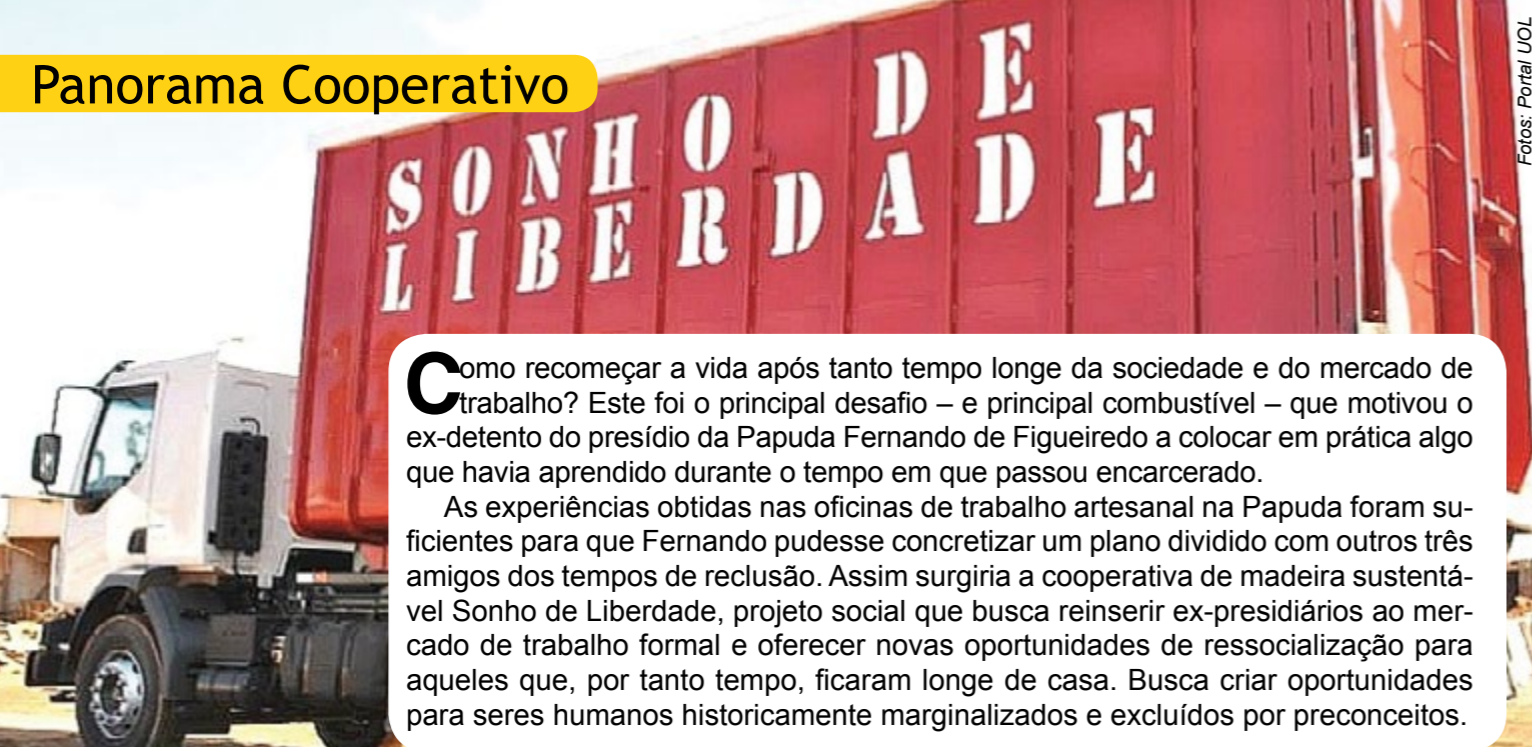 Panorama Cooperativo
Fotos: Portal UOL
SONHO DE
LIBERDADE
Como recomeçar a vida após tanto tempo longe da sociedade e do mercado de
trabalho? Este foi o principal desafio – e principal combustível – que motivou o
ex-detento do presídio da Papuda Fernando de Figueiredo a colocar em prática algo
que havia aprendido durante o tempo em que passou encarcerado.
As experiências obtidas nas oficinas de trabalho artesanal na Papuda foram su-
ficientes para que Fernando pudesse concretizar um plano dividido com outros três
amigos dos tempos de reclusão. Assim surgiria a cooperativa de madeira sustentá-
vel Sonho de Liberdade, projeto social que busca reinserir ex-presidiários ao mer-
cado de trabalho formal e oferecer novas oportunidades de ressocialização para
aqueles que, por tanto tempo, ficaram longe de casa. Busca criar oportunidades
para seres humanos historicamente marginalizados e excluídos por preconceitos.